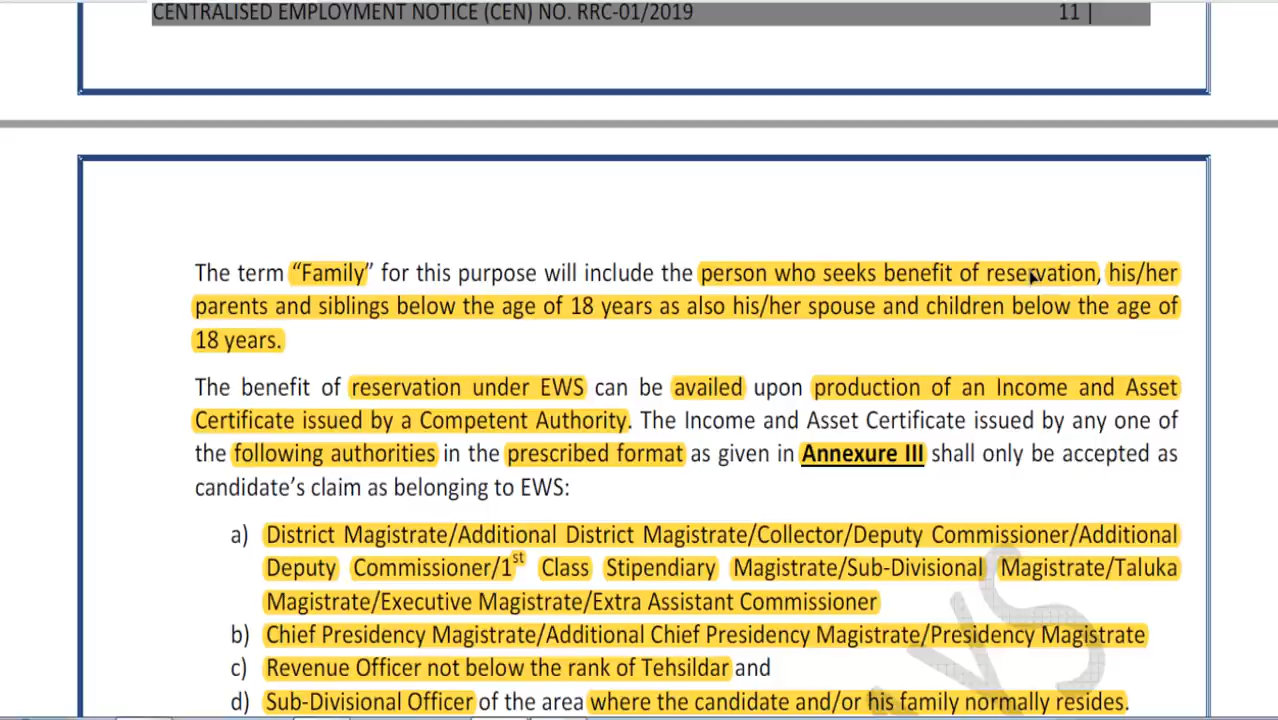 CENTRALISED EMPLOYMENT NOTICE (CEN) NO. RRC-01/2019 11 |
The term “Family” for this purpose will include the person who seeks benefit of reservation, his/her
parents and siblings below the age of 18 years as also his/her spouse and children below the age of
18 years.
The benefit of reservation under EWS can be availed upon production of an Income and Asset
Certificate issued by a Competent Authority. The Income and Asset Certificate issued by any one of
the following authorities in the prescribed format as given in Annexure III shall only be accepted as
candidate’s claim as belonging to EWS:
a) District Magistrate/Additional District Magistrate/Collector/Deputy Commissioner/Additional
Deputy Commissioner/1st Class Stipendiary Magistrate/Sub-Divisional Magistrate/Taluka
Magistrate/Executive Magistrate/Extra Assistant Commissioner
b) Chief Presidency Magistrate/Additional Chief Presidency Magistrate/Presidency Magistrate
c) Revenue Officer not below the rank of Tehsildar and
d) Sub-Divisional Officer of the area where the candidate and/or his family normally resides.